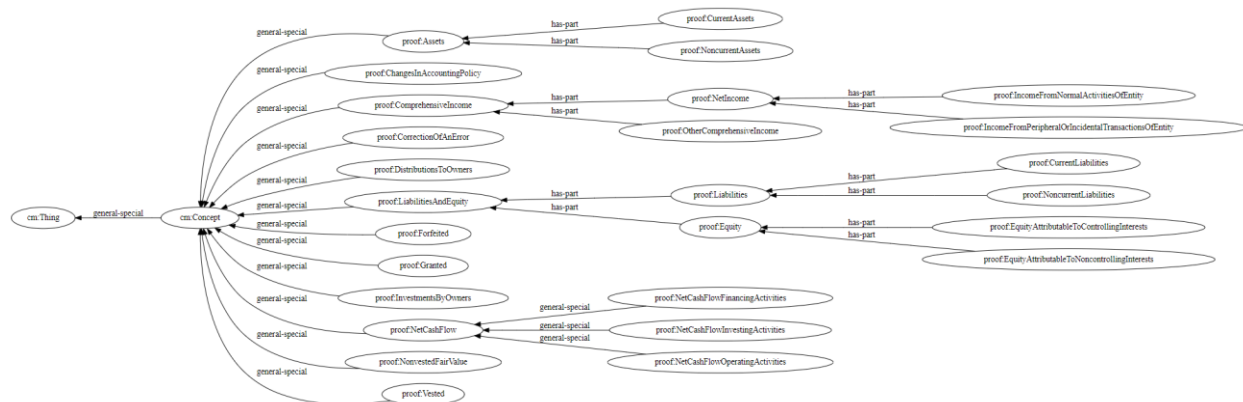 cm:Thing
general-special
cm:Concept
general-special
proof:Assets
has-part
proof:CurrentAssets
has-part
proof:NoncurrentAssets
general-special
proof:ChangesInAccountingPolicy
general-special
proof:ComprehensiveIncome
has-part
proof:NetIncome
has-part
proof:IncomeFromNormalActivitiesOfEntity
has-part
proof:IncomeFromPeripheralOrIncidentalTransactionsOfEntity
has-part
proof:OtherComprehensiveIncome
general-special
proof:CorrectionOfAnError
general-special
proof:DistributionsToOwners
general-special
proof:LiabilitiesAndEquity
has-part
proof:Liabilities
has-part
proof:CurrentLiabilities
has-part
proof:NoncurrentLiabilities
has-part
proof:Equity
has-part
proof:EquityAttributableToControllingInterests
has-part
proof:EquityAttributableToNoncontrollingInterests
general-special
proof:Forfeited
general-special
proof:Granted
general-special
proof:InvestmentsByOwners
general-special
proof:NetCashFlow
general-special
proof:NetCashFlowFinancingActivities
general-special
proof:NetCashFlowInvestingActivities
general-special
proof:NetCashFlowOperatingActivities
general-special
proof:NonvestedFairValue
general-special
proof:Vested